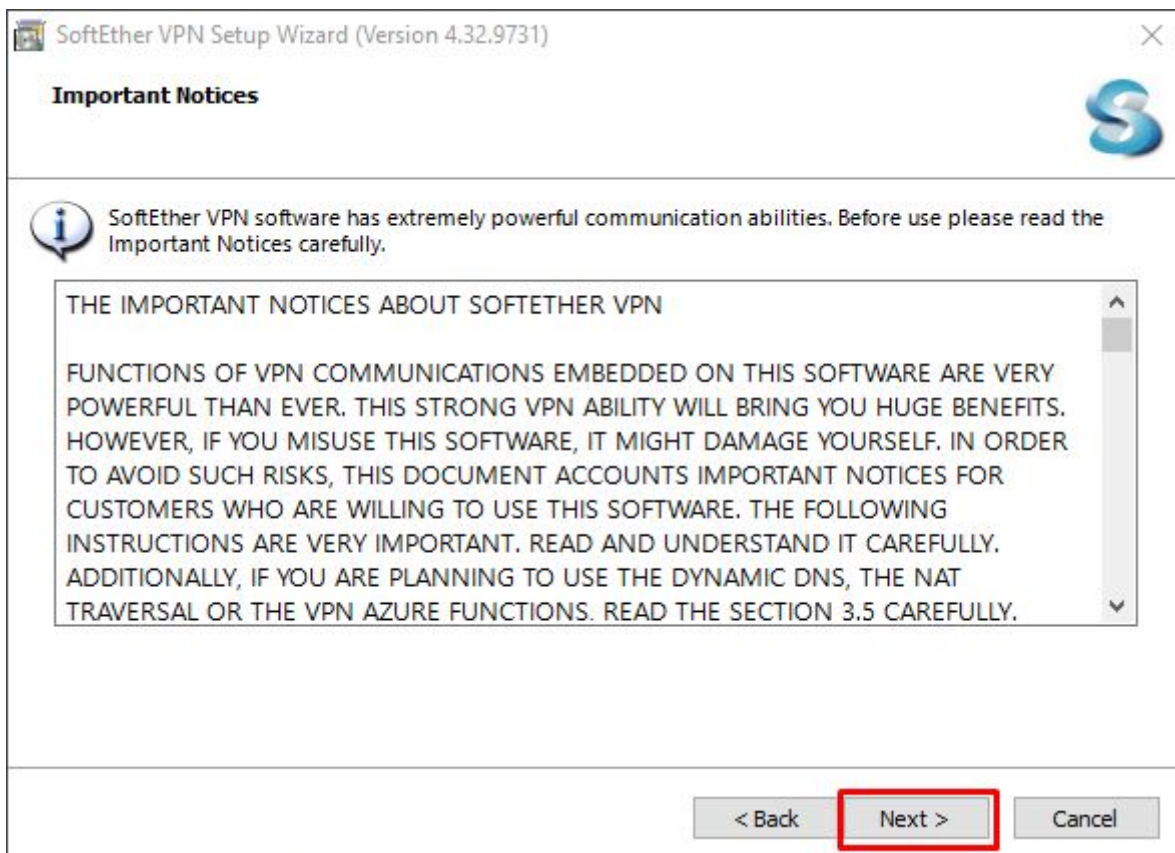 SoftEther VPN Setup Wizard (Version 4.32.9731)
Important Notices
SoftEther VPN software has extremely powerful communication abilities. Before use please read the
Important Notices carefully.
THE IMPORTANT NOTICES ABOUT SOFTETHER VPN
FUNCTIONS OF VPN COMMUNICATIONS EMBEDDED ON THIS SOFTWARE ARE VERY
POWERFUL THAN EVER. THIS STRONG VPN ABILITY WILL BRING YOU HUGE BENEFITS.
HOWEVER, IF YOU MISUSE THIS SOFTWARE, IT MIGHT DAMAGE YOURSELF. IN ORDER
TO AVOID SUCH RISKS, THIS DOCUMENT ACCOUNTS IMPORTANT NOTICES FOR
CUSTOMERS WHO ARE WILLING TO USE THIS SOFTWARE. THE FOLLOWING
INSTRUCTIONS ARE VERY IMPORTANT. READ AND UNDERSTAND IT CAREFULLY.
ADDITIONALLY, IF YOU ARE PLANNING TO USE THE DYNAMIC DNS, THE NAT
TRAVERSAL OR THE VPN AZURE FUNCTIONS. READ THE SECTION 3.5 CAREFULLY.
< Back
Next >
Cancel